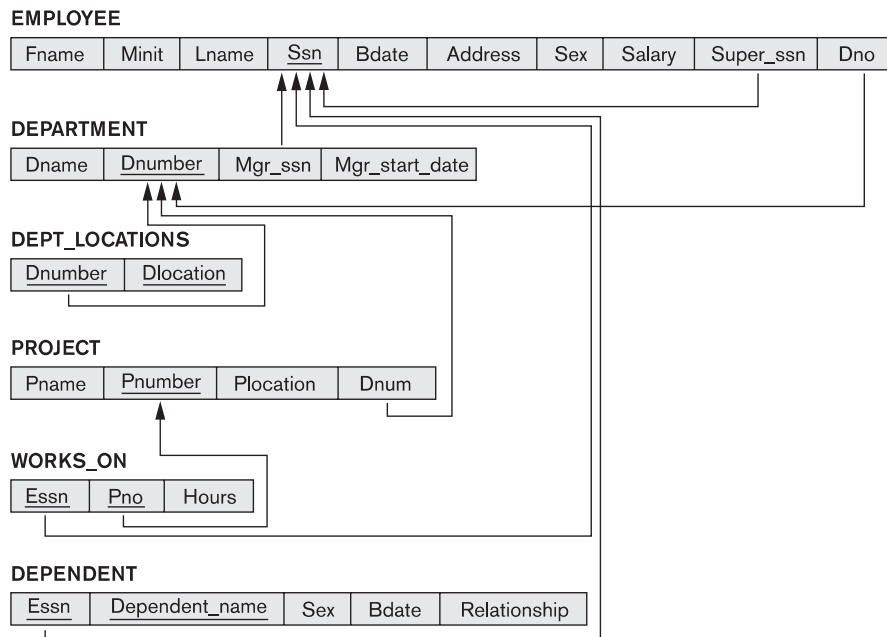 EMPLOYEE
Fname Minit Lname Ssn Bdate Address Sex Salary Super_ssn Dno
DEPARTMENT
Dname Dnumber Mgr_ssn Mgr_start_date
DEPT_LOCATIONS
Dnumber Dlocation
PROJECT
Pname Pnumber Plocation Dnum
WORKS_ON
Essn Pno Hours
DEPENDENT
Essn Dependent_name Sex Bdate Relationship